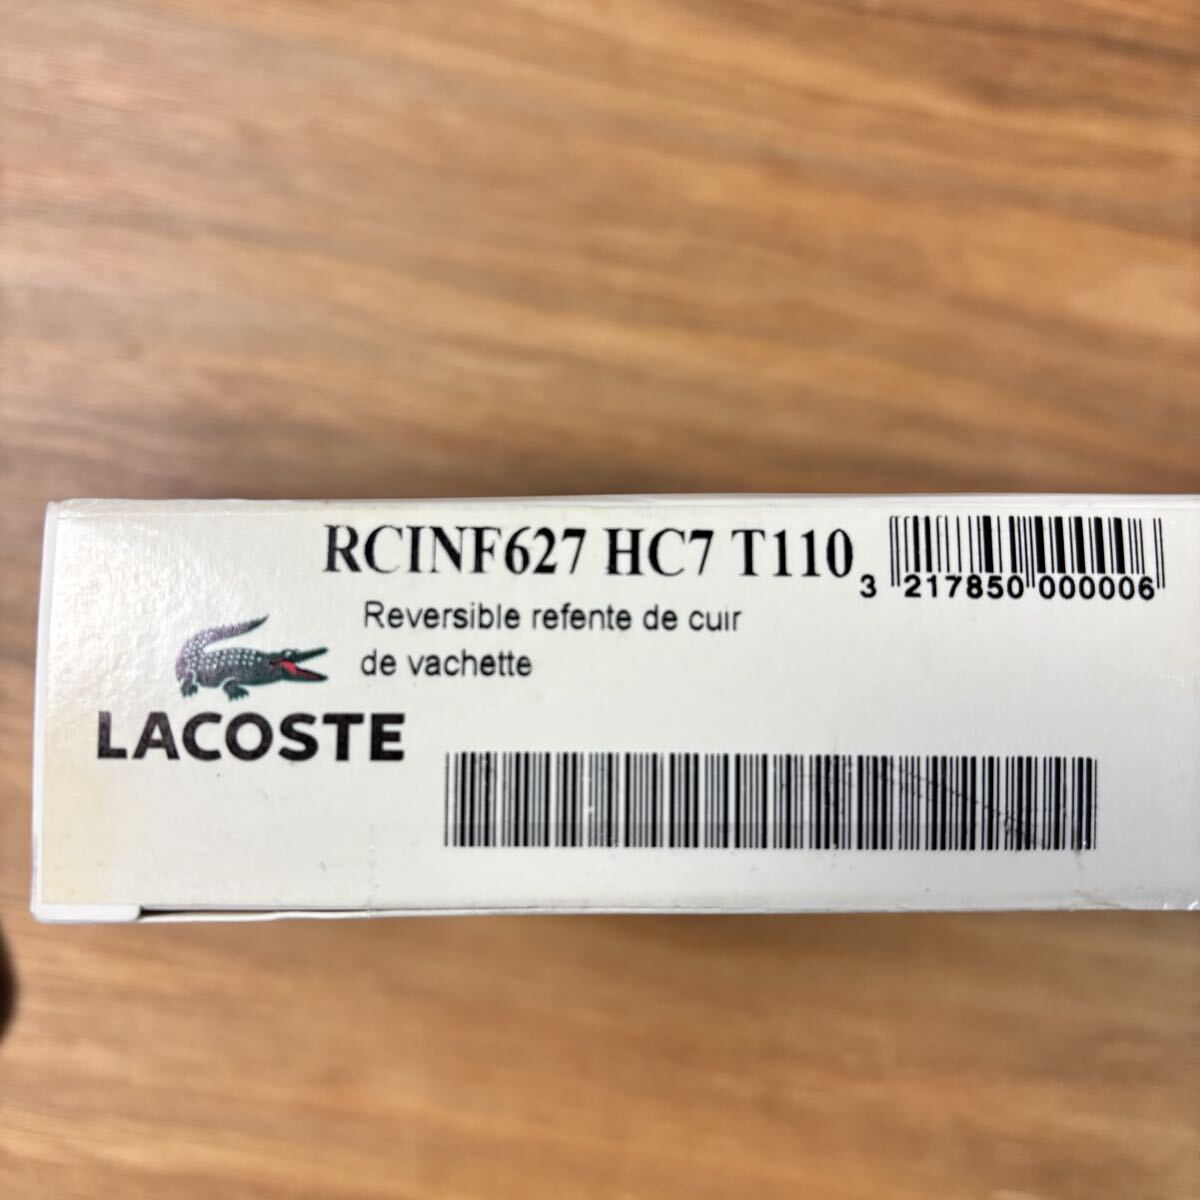 RCINF627 HC7 T110
3 217850 000006
Reversible refente de cuir
de vachette
LACOSTE